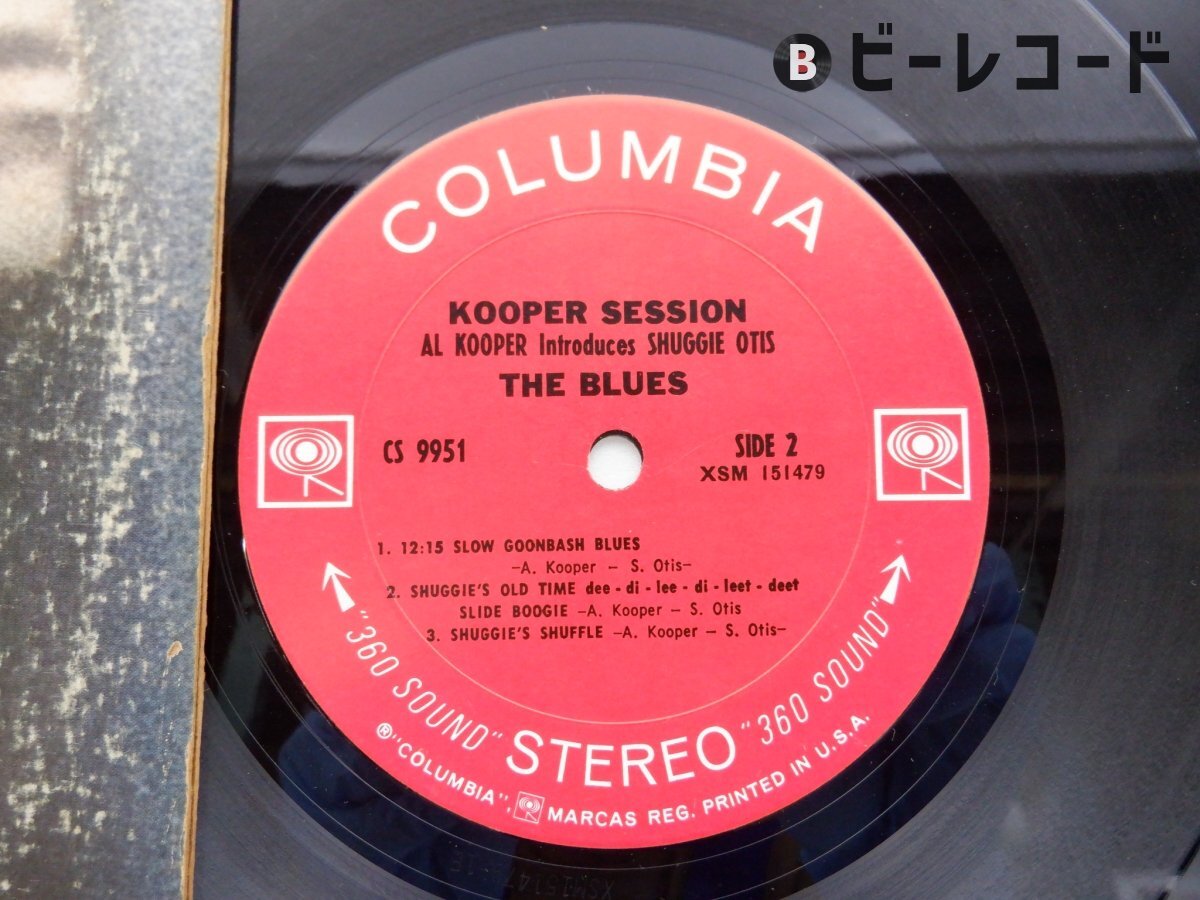 B ビーレコード
COLUMBIA
KOOPER SESSION
AL KOOPER Introduces SHUGGIE OTIS
THE BLUES
CS 9951
SIDE 2
XSM 151479
1. 12:15 SLOW GOONBASH BLUES
–A. Kooper – S. Otis–
2. SHUGGIE'S OLD TIME dee - di - lee - di - leet - deet
SLIDE BOOGIE –A. Kooper – S. Otis
3. SHUGGIE'S SHUFFLE –A. Kooper – S. Otis–
"360 SOUND" STEREO "360 SOUND"
®"COLUMBIA", MARCAS REG. PRINTED IN U.S.A.